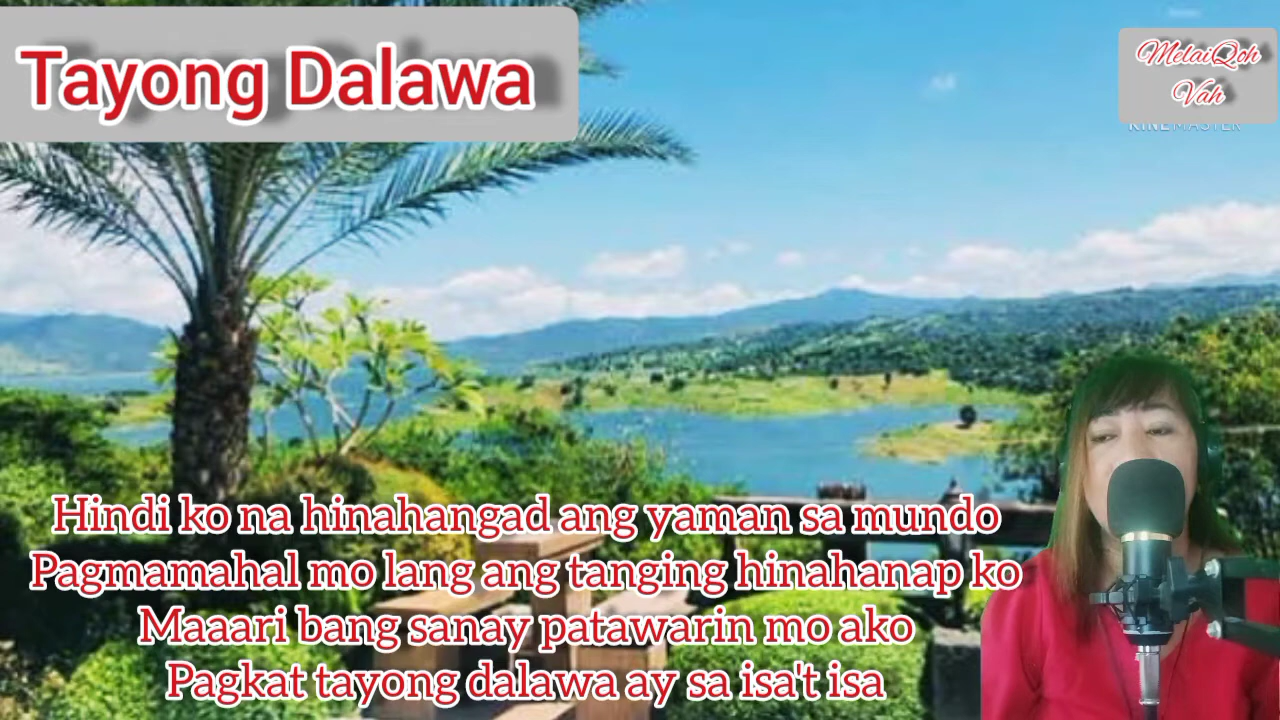 Tayong Dalawa
MelaiQoh
Vah
KINEMASTER
Hindi ko na hinahangad ang yaman sa mundo
Pagmamahal mo lang ang tanging hinahanap ko
Maaari bang sanay patawarin mo ako
Pagkat tayong dalawa ay sa isa't isa